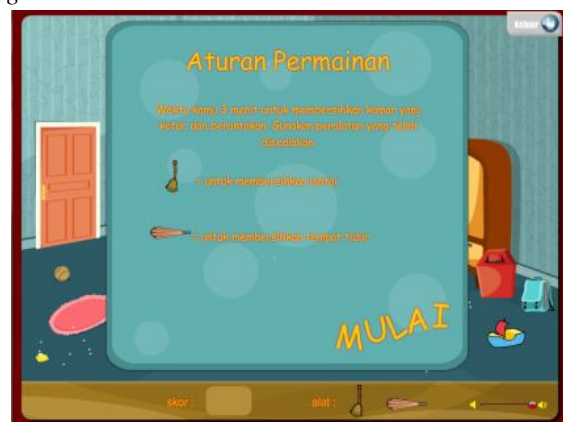 Keluar
Aturan Permainan
Waktu kamu 3 menit untuk membersihkan kamar yang
kotor dan berantakan. Gunakan peralatan yang telah
disediakan
= untuk membersihkan lantai
= untuk membersihkan tempat tidur
MULAI
skor :
alat :